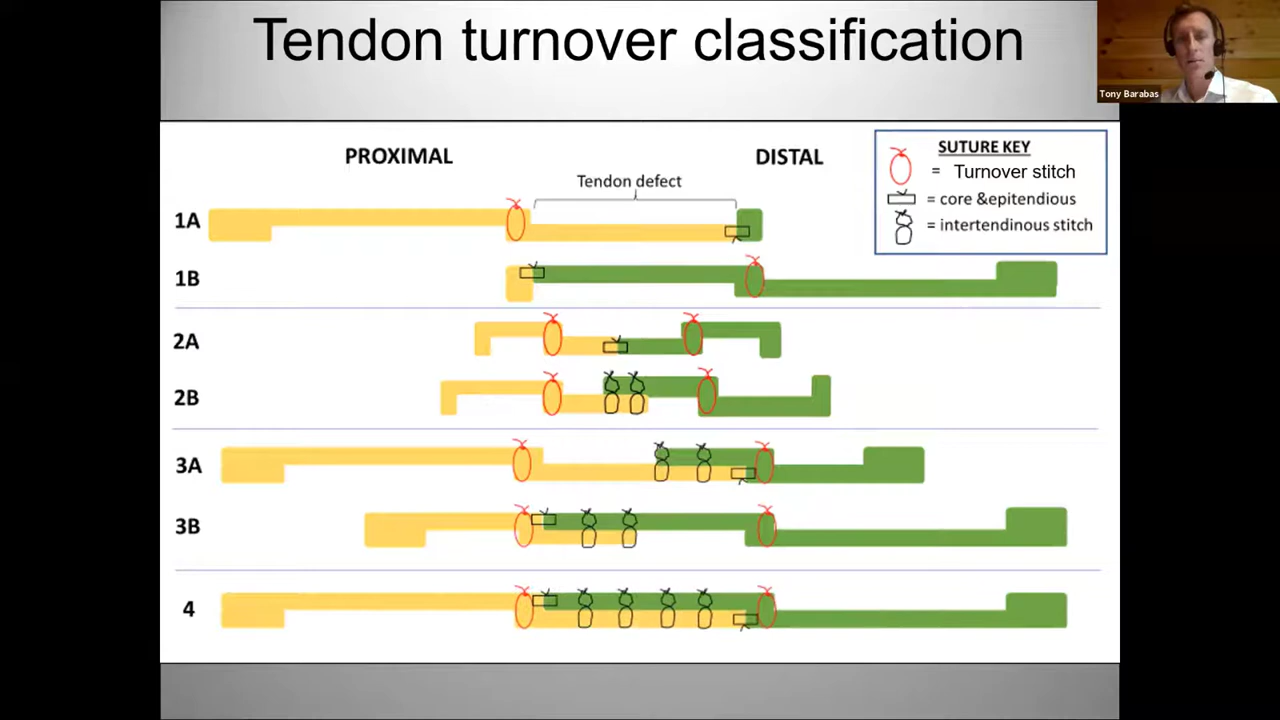 Tendon turnover classification
Tony Barabas
PROXIMAL
DISTAL
Tendon defect
SUTURE KEY
= Turnover stitch
= core &epitendious
= intertendinous stitch
1A
1B
2A
2B
3A
3B
4